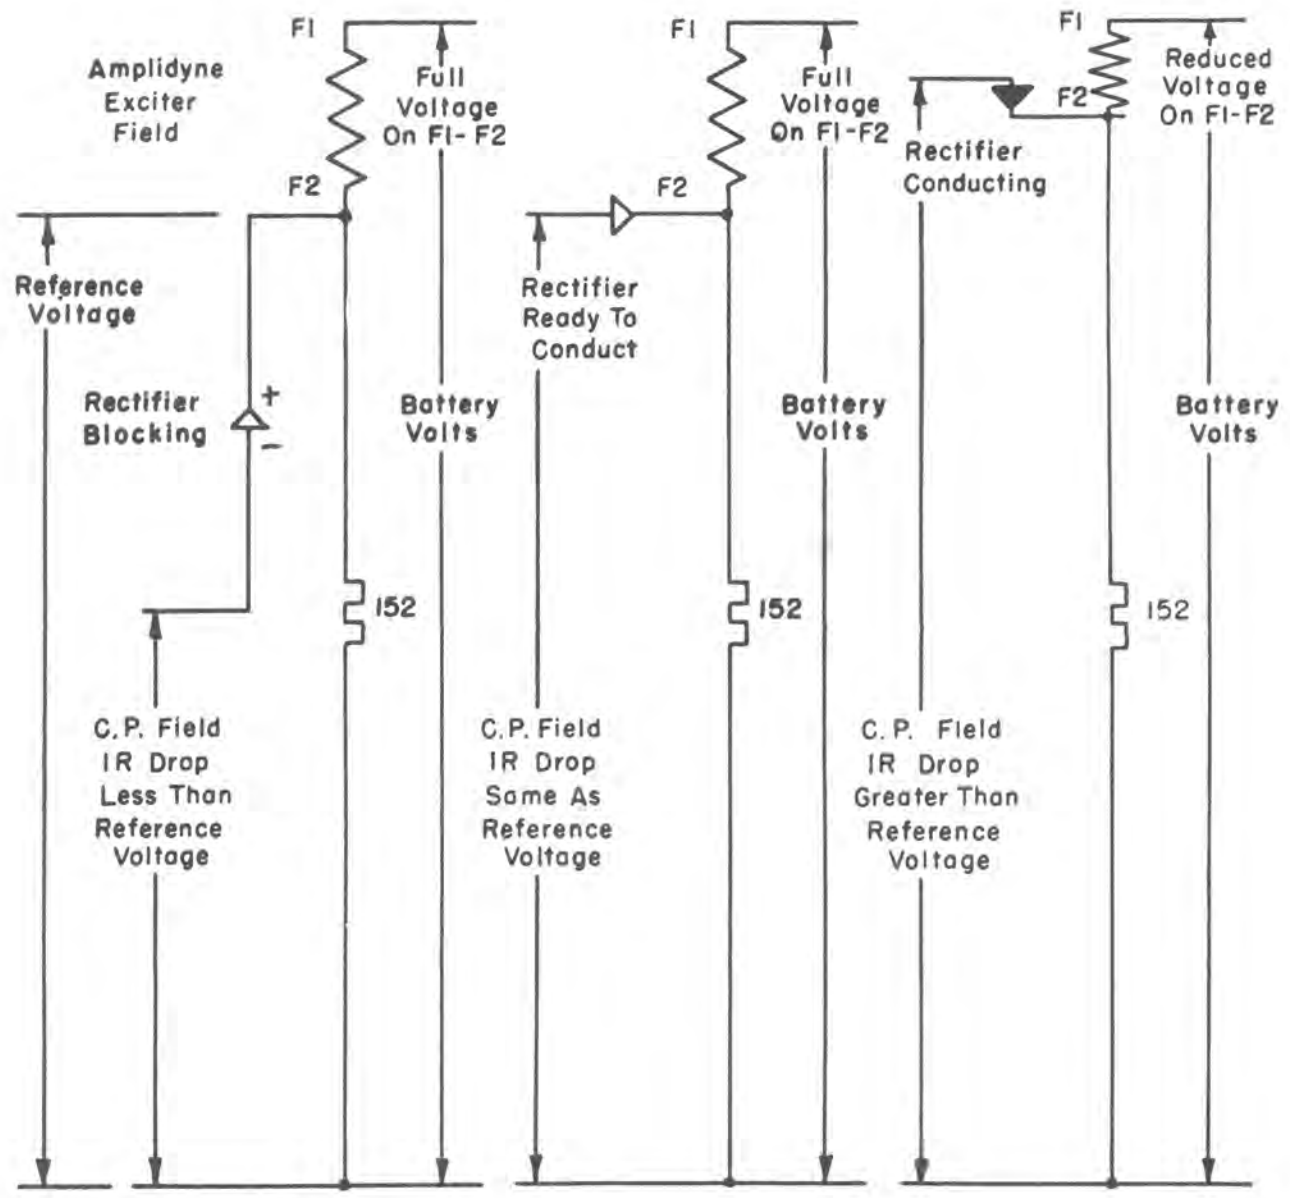 Amplidyne
Exciter
Field
F1
Full
Voltage
On F1-F2
F2
Reference
Voltage
Rectifier
Blocking
+
–
Battery
Volts
152
C.P. Field
IR Drop
Less Than
Reference
Voltage
F1
Full
Voltage
On F1-F2
F2
Rectifier
Ready To
Conduct
Battery
Volts
152
C.P. Field
IR Drop
Same As
Reference
Voltage
F1
Reduced
Voltage
On F1-F2
F2
Rectifier
Conducting
Battery
Volts
152
C.P. Field
IR Drop
Greater Than
Reference
Voltage